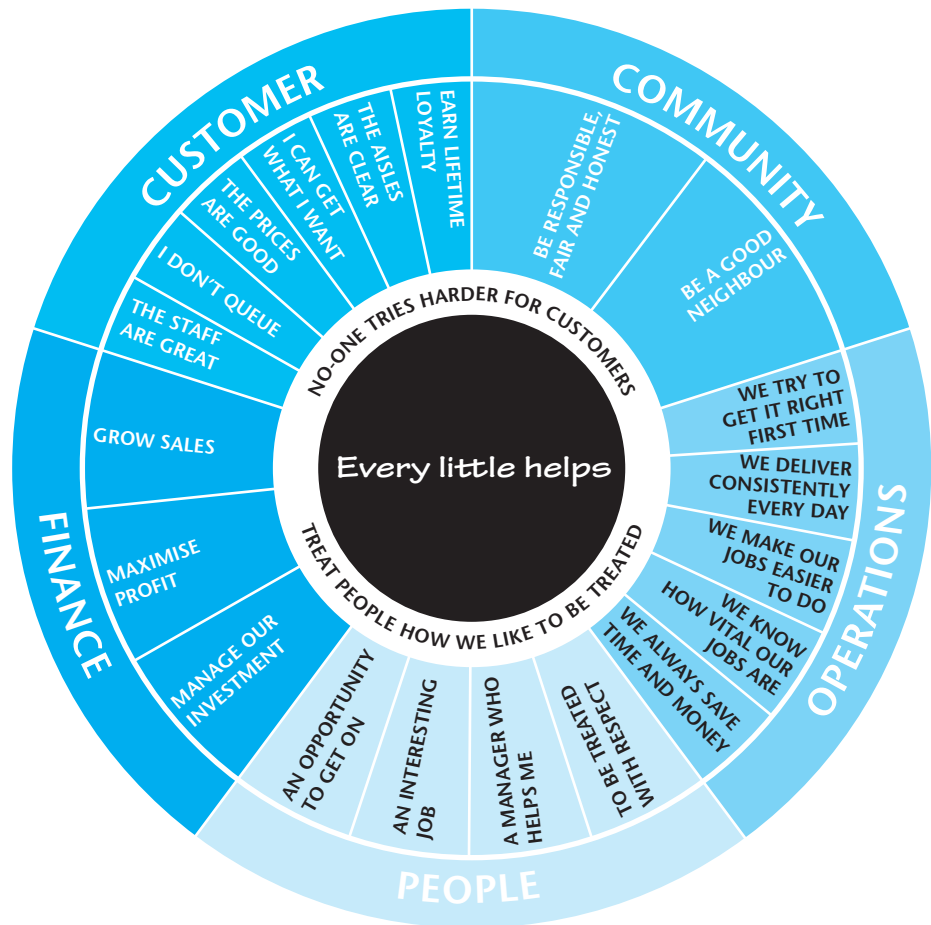 CUSTOMER
THE STAFF
ARE GREAT
I DON'T QUEUE
THE PRICES
ARE GOOD
I CAN GET
WHAT I WANT
THE AISLES
ARE CLEAR
EARN LIFETIME
LOYALTY
COMMUNITY
BE RESPONSIBLE,
FAIR AND HONEST
BE A GOOD
NEIGHBOUR
OPERATIONS
WE TRY TO
GET IT RIGHT
FIRST TIME
WE DELIVER
CONSISTENTLY
EVERY DAY
WE MAKE OUR
JOBS EASIER
TO DO
WE KNOW
HOW VITAL OUR
JOBS ARE
WE ALWAYS SAVE
TIME AND MONEY
PEOPLE
TO BE TREATED
WITH RESPECT
A MANAGER WHO
HELPS ME
AN INTERESTING
JOB
AN OPPORTUNITY
TO GET ON
FINANCE
MANAGE OUR
INVESTMENT
MAXIMISE
PROFIT
GROW SALES
NO-ONE TRIES HARDER FOR CUSTOMERS
Every little helps
TREAT PEOPLE HOW WE LIKE TO BE TREATED